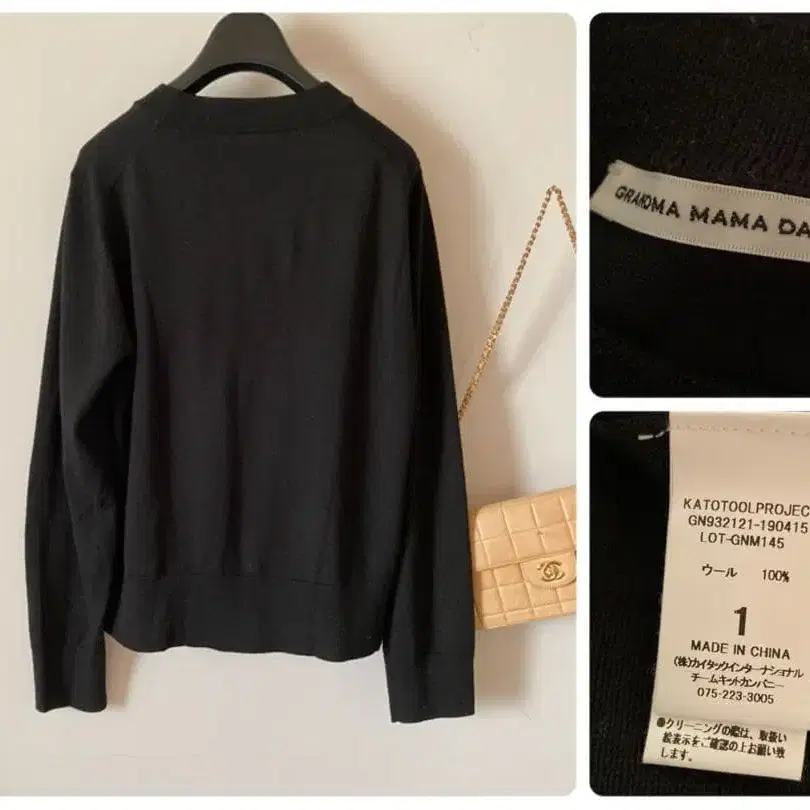 GRANDMA MAMA DA
KATOTOOLPROJEC
GN932121-190415
LOT-GNM145
ウール 100%
1
MADE IN CHINA
(株)カイタックインターナショナル
チームキットカンパニー
075-223-3005
●クリーニングの際は、取扱い
絵表示をご確認の上お願い致
します。